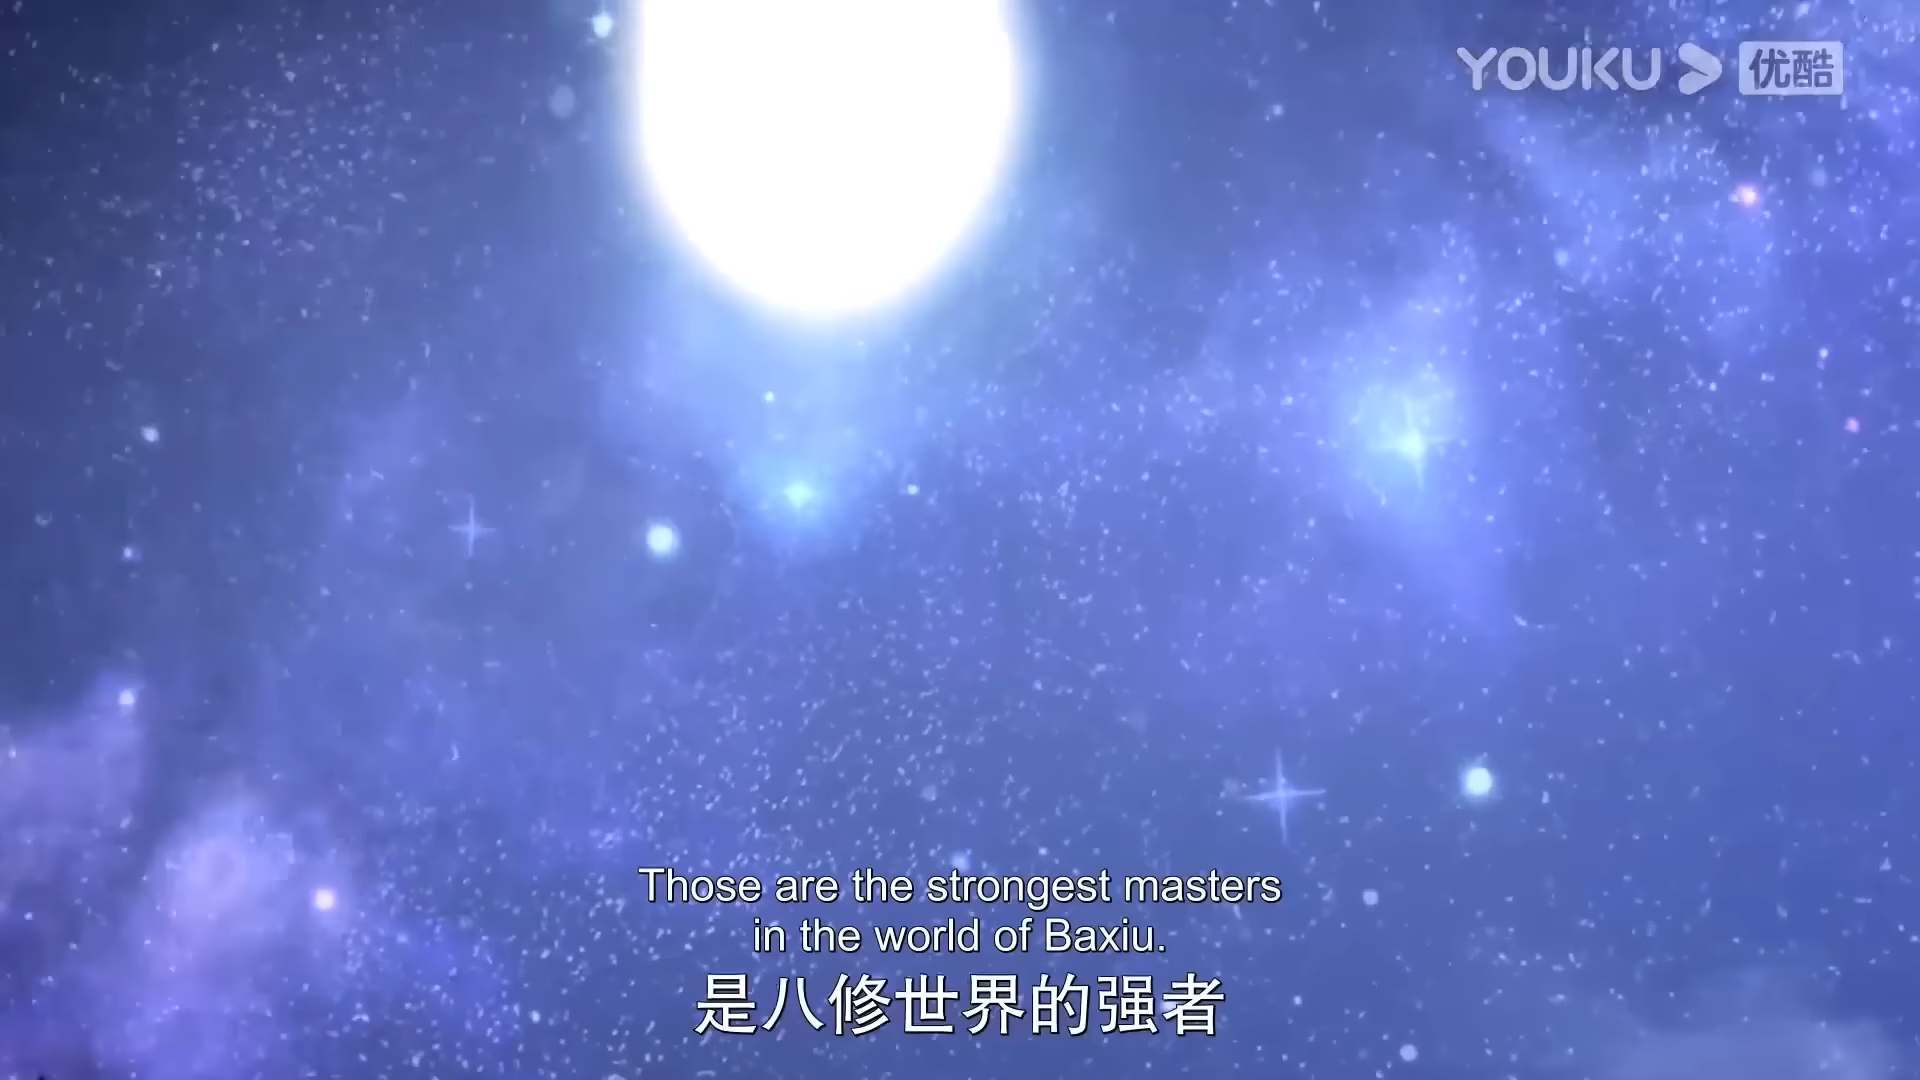 YOUKU 优酷
Those are the strongest masters
in the world of Baxiu.
是八修世界的强者